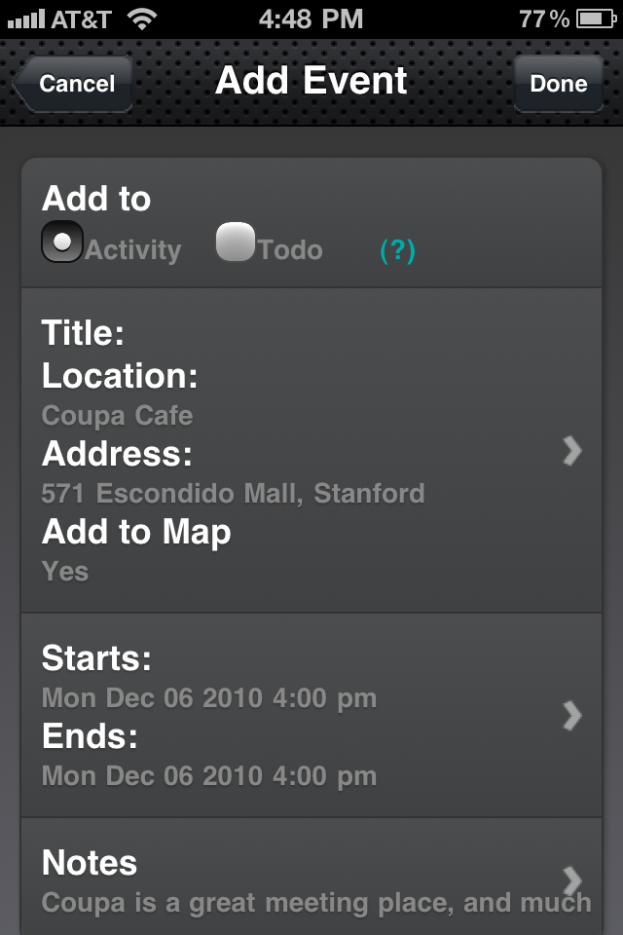 AT&T 4:48 PM 77%
Cancel Add Event Done
Add to
Activity Todo (?)
Title:
Location:
Coupa Cafe
Address:
571 Escondido Mall, Stanford
Add to Map
Yes
Starts:
Mon Dec 06 2010 4:00 pm
Ends:
Mon Dec 06 2010 4:00 pm
Notes
Coupa is a great meeting place, and much